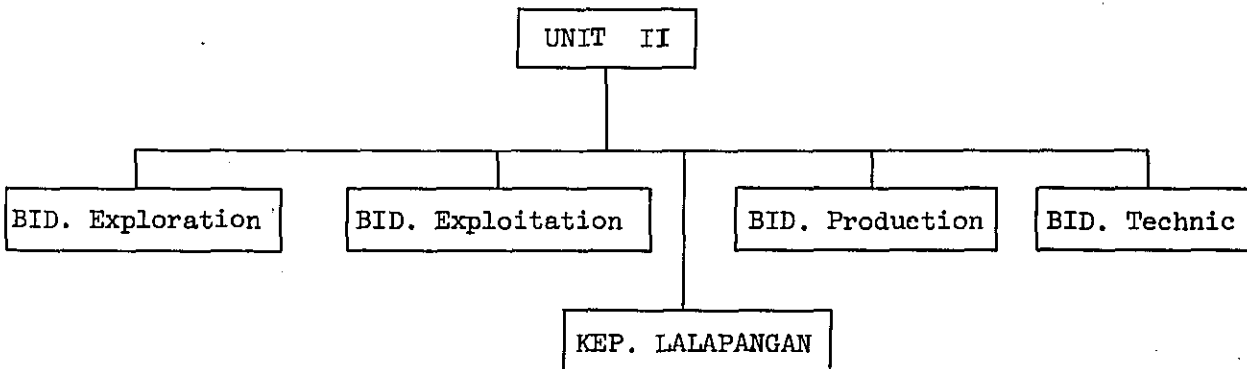 UNIT II
BID. Exploration
BID. Exploitation
BID. Production
BID. Technic
KEP. LALAPANGAN